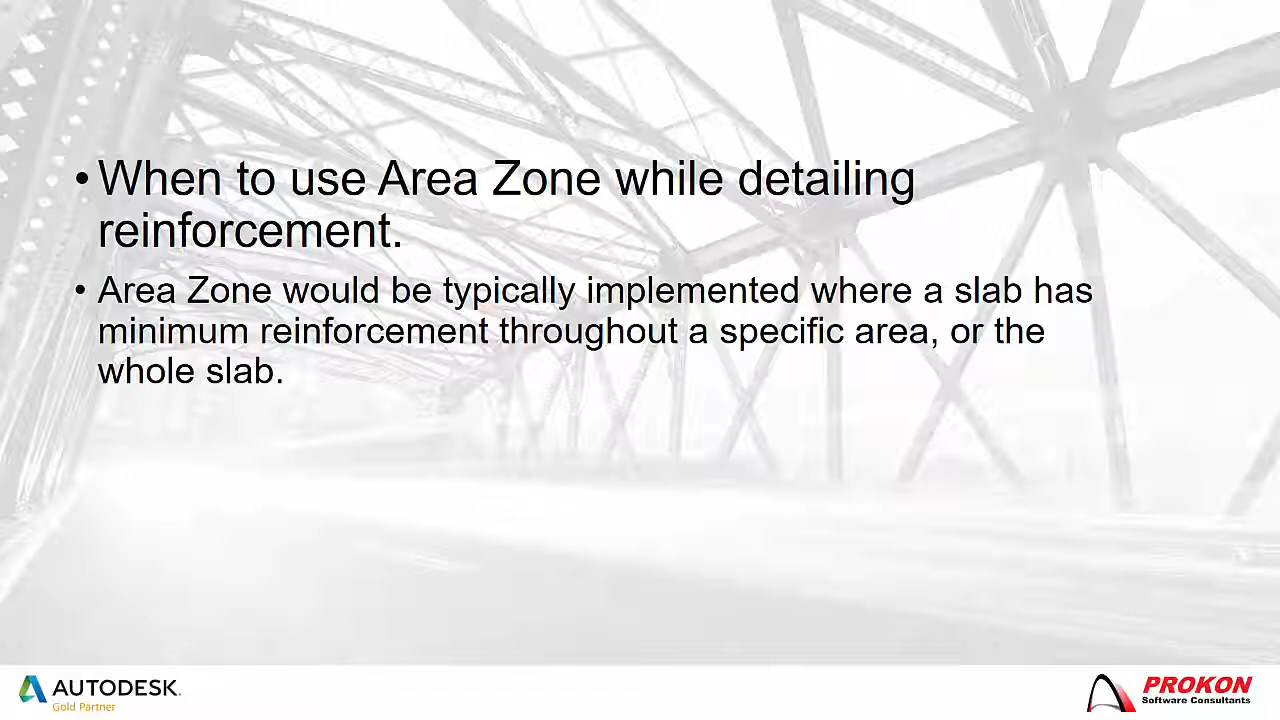 • When to use Area Zone while detailing
reinforcement.
• Area Zone would be typically implemented where a slab has
minimum reinforcement throughout a specific area, or the
whole slab.
AUTODESK.
Gold Partner
PROKON
Software Consultants